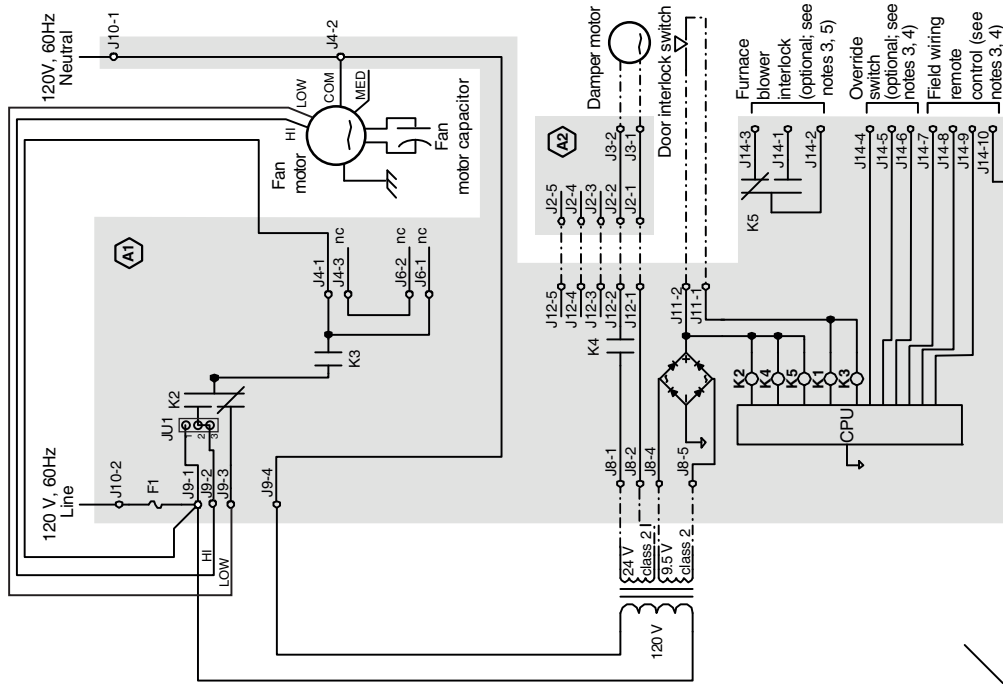 120V, 60Hz
Neutral
J10-1
J4-2
LOW
COM
MED
HI
Fan
motor
Fan
motor capacitor
A1
J4-1
J4-3
nc
J6-2
nc
J6-1
nc
K3
K2
JU1
1
2
3
120 V, 60Hz
Line
J10-2
F1
J9-1
J9-2
J9-3
J9-4
HI
LOW
Damper motor
Door interlock switch
A2
J3-2
J3-1
J2-5
J2-4
J2-3
J2-2
J2-1
J12-5
J12-4
J12-3
J12-2
J12-1
K4
J11-2
J11-1
J8-1
J8-2
J8-4
J8-5
24 V
class 2
9.5 V
class 2
120 V
K2
K4
K5
K1
K3
CPU
Furnace
blower
interlock
(optional; see
notes 3, 5)
J14-3
J14-1
J14-2
K5
Override
switch
(optional; see
notes 3, 4)
J14-4
J14-5
J14-6
Field wiring
remote
control (see
notes 3, 4)
J14-7
J14-8
J14-9
J14-10